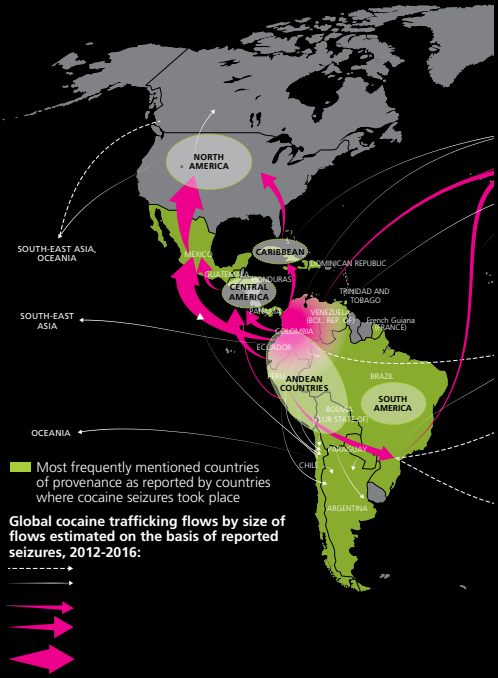 NORTH
AMERICA
SOUTH-EAST ASIA,
OCEANIA
MEXICO
CARIBBEAN
DOMINICAN REPUBLIC
GUATEMALA
HONDURAS
CENTRAL
AMERICA
TRINIDAD AND
TOBAGO
PANAMA
VENEZUELA
(BOL. REP. OF)
French Guiana
(FRANCE)
SOUTH-EAST
ASIA
COLOMBIA
ECUADOR
PERU
ANDEAN
COUNTRIES
BRAZIL
SOUTH
AMERICA
BOLIVIA
(PLUR STATE OF)
OCEANIA
PARAGUAY
CHILE
ARGENTINA
Most frequently mentioned countries
of provenance as reported by countries
where cocaine seizures took place
Global cocaine trafficking flows by size of
flows estimated on the basis of reported
seizures, 2012-2016: